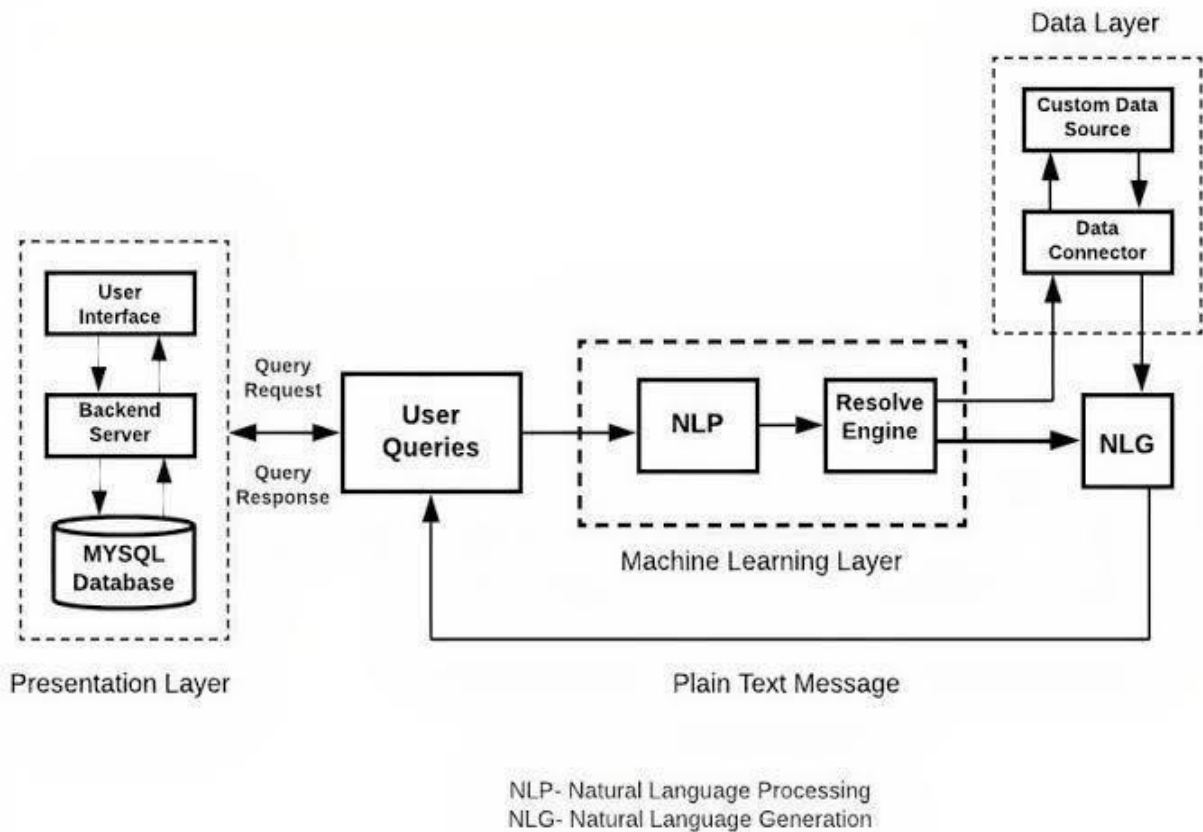 Data Layer
Custom Data
Source
Data
Connector
User
Interface
Backend
Server
MYSQL
Database
Presentation Layer
Query
Request
Query
Response
User
Queries
NLP
Resolve
Engine
Machine Learning Layer
NLG
Plain Text Message
NLP- Natural Language Processing
NLG- Natural Language Generation